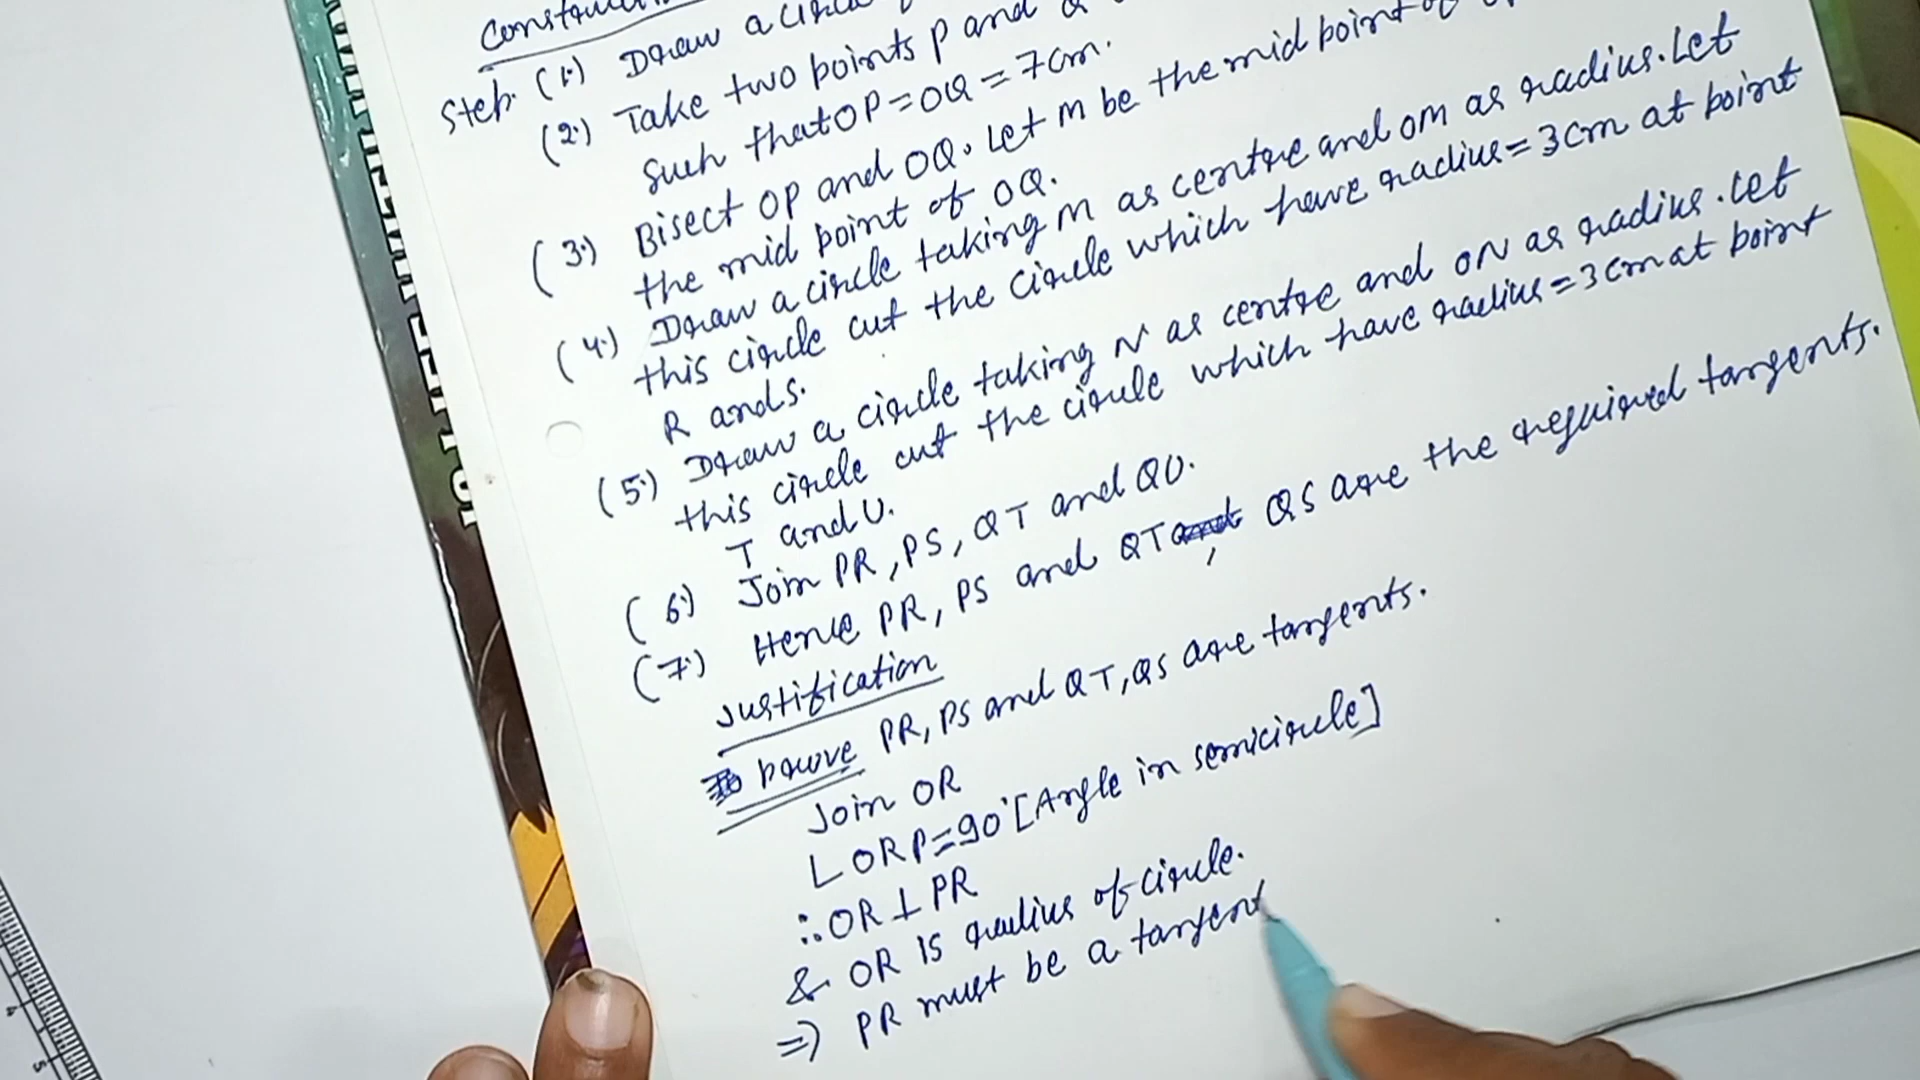 Step. (1.) Draw a circle
(2.) Take two points P and Q
Such that OP = OQ = 7cm.
(3.) Bisect OP and OQ. Let M be the mid point of
the mid point of OQ.
(4.) Draw a circle taking M as centre and OM as radius. Let
this circle cut the circle which have radius = 3cm at point
R and S.
(5.) Draw a circle taking N as centre and ON as radius. Let
this circle cut the circle which have radius = 3cm at point
T and U.
(6.) Join PR, PS, QT and QU.
(7.) Hence PR, PS and QT, QS are the required tangents.
Justification
prove PR, PS and QT, QS are tangents.
Join OR
∠ORP = 90° [Angle in semicircle]
∴ OR ⊥ PR
& OR is radius of circle.
=) PR must be a tangent
4
5